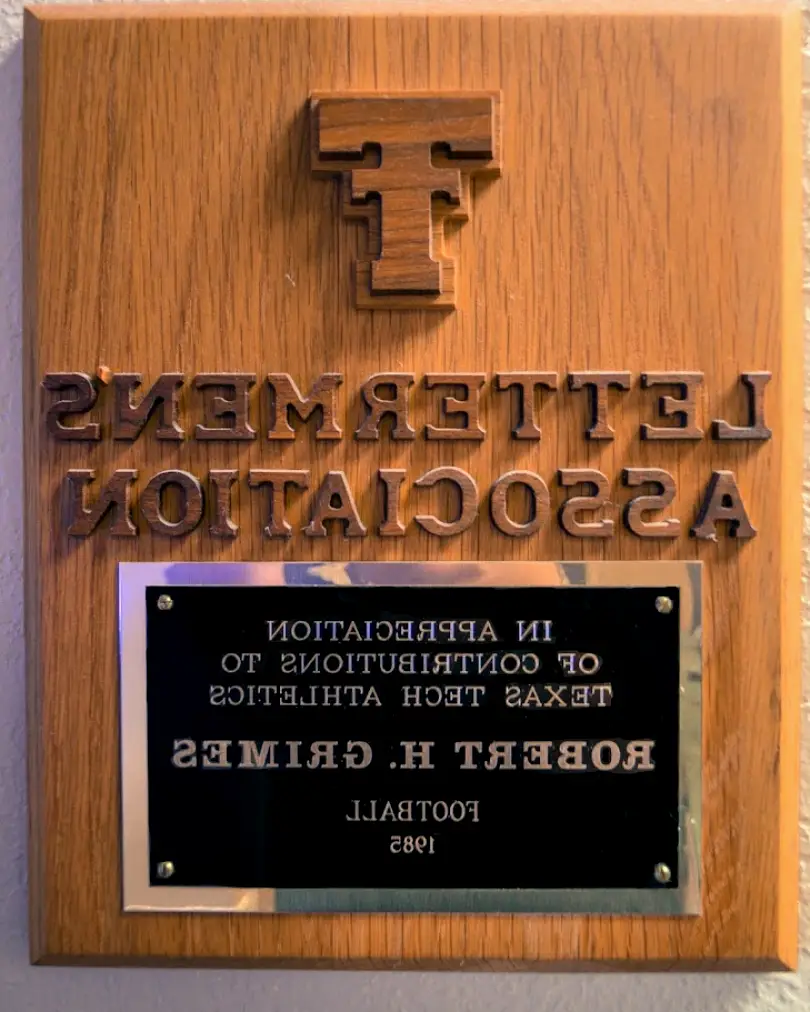 T
LETTERMEN'S
ASSOCIATION
IN APPRECIATION
OF CONTRIBUTIONS TO
TEXAS TECH ATHLETICS
ROBERT H. GRIMES
FOOTBALL
1985